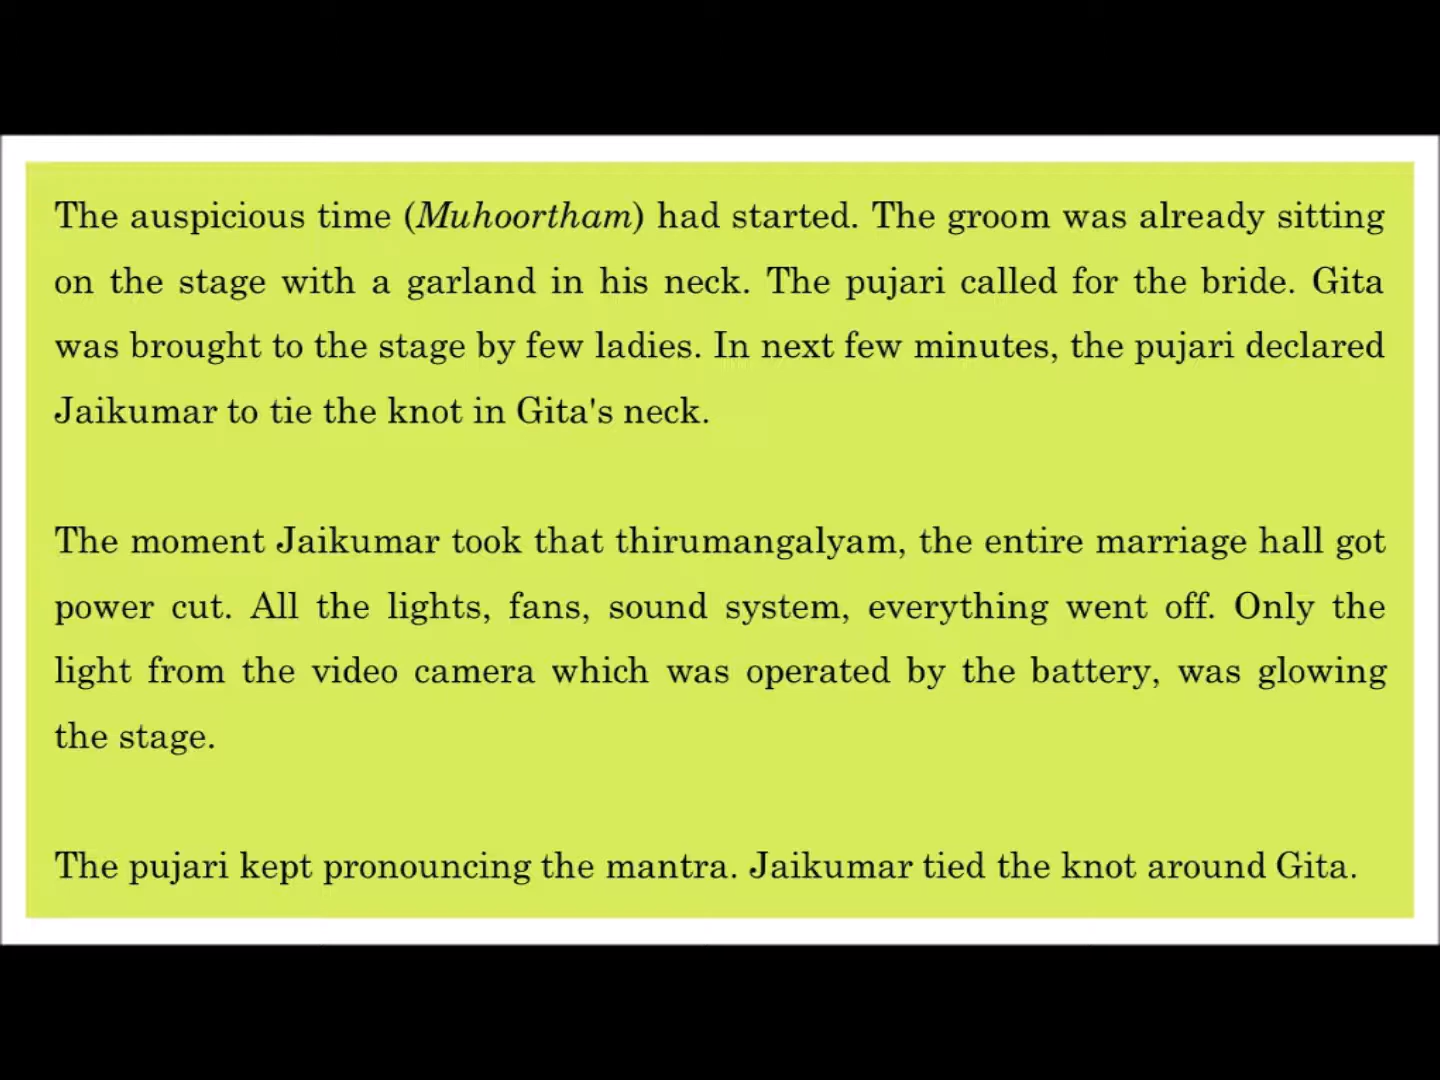 The auspicious time (Muhoortham) had started. The groom was already sitting
on the stage with a garland in his neck. The pujari called for the bride. Gita
was brought to the stage by few ladies. In next few minutes, the pujari declared
Jaikumar to tie the knot in Gita's neck.
The moment Jaikumar took that thirumangalyam, the entire marriage hall got
power cut. All the lights, fans, sound system, everything went off. Only the
light from the video camera which was operated by the battery, was glowing
the stage.
The pujari kept pronouncing the mantra. Jaikumar tied the knot around Gita.